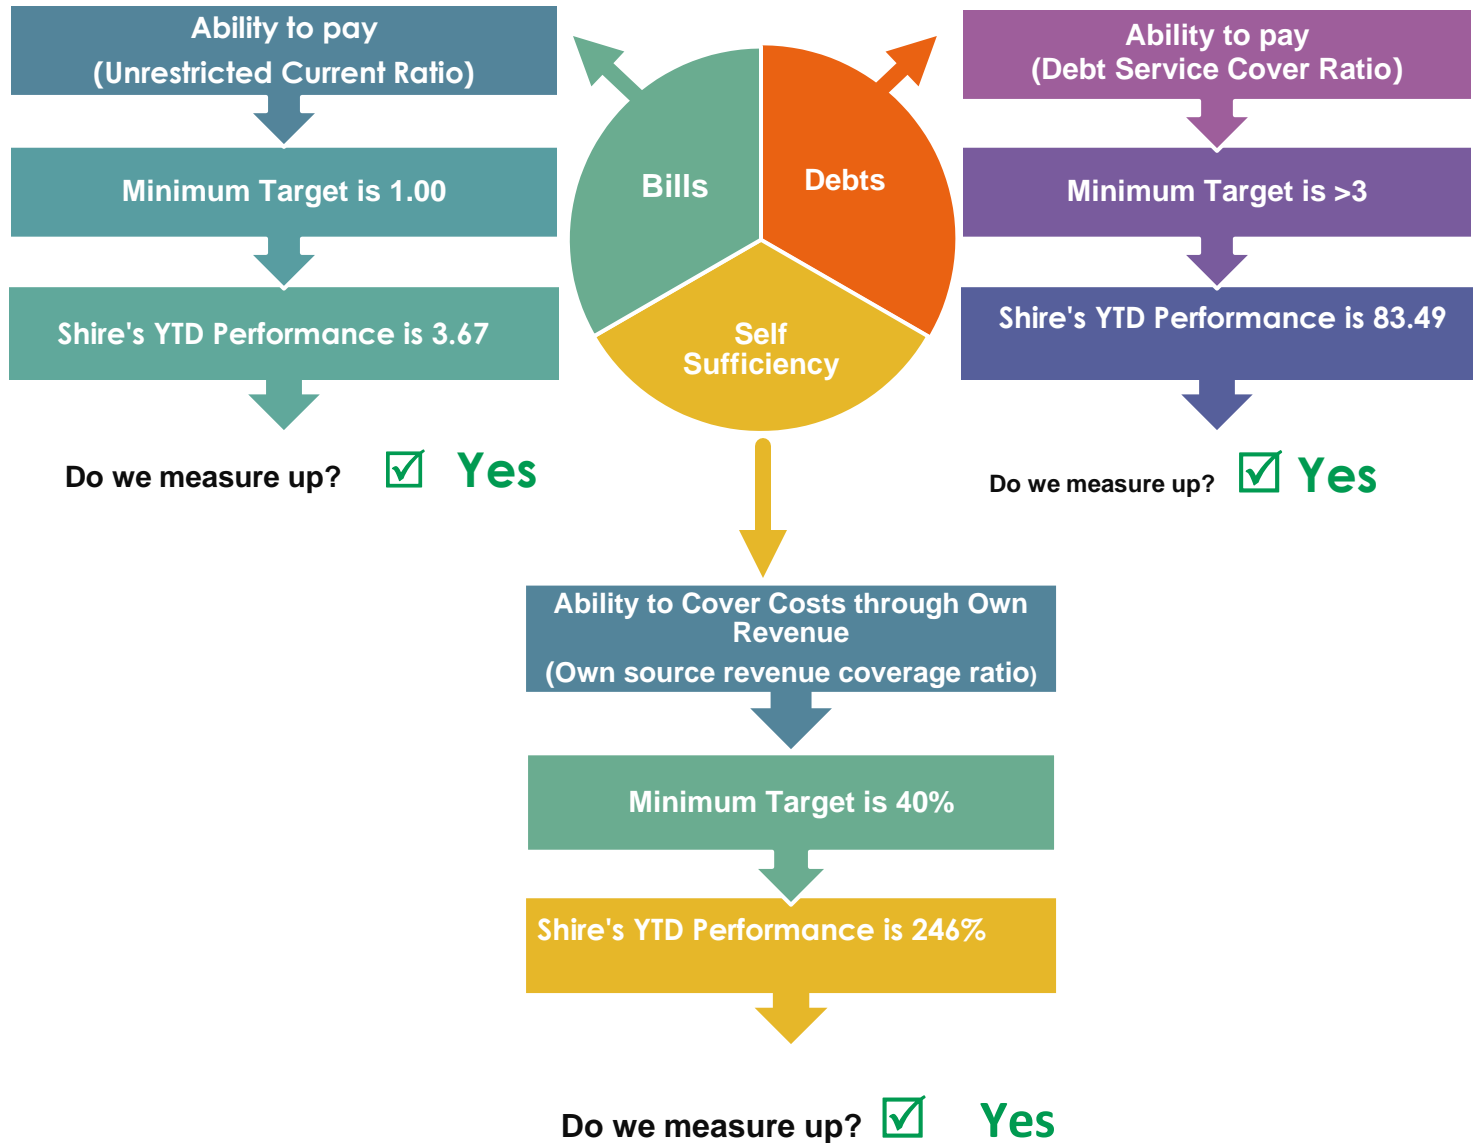 Ability to pay
(Unrestricted Current Ratio)
Minimum Target is 1.00
Shire's YTD Performance is 3.67
Do we measure up? ☑ Yes
Bills
Debts
Self
Sufficiency
Ability to pay
(Debt Service Cover Ratio)
Minimum Target is >3
Shire's YTD Performance is 83.49
Do we measure up? ☑ Yes
Ability to Cover Costs through Own
Revenue
(Own source revenue coverage ratio)
Minimum Target is 40%
Shire's YTD Performance is 246%
Do we measure up? ☑ Yes